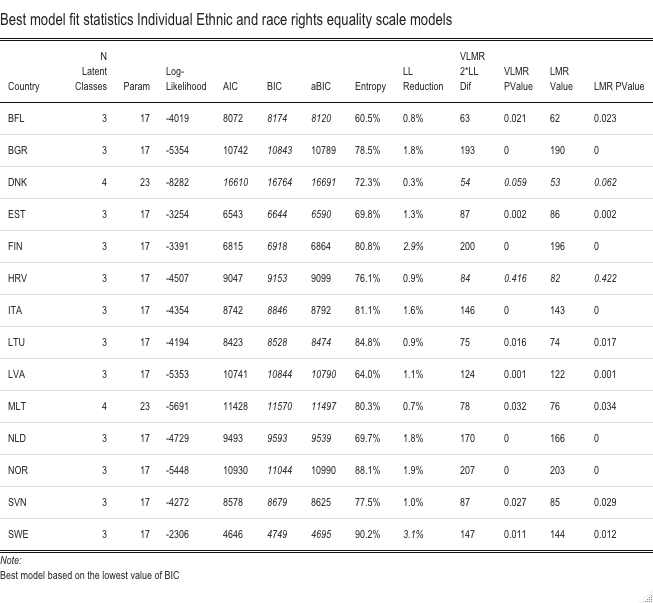 Best model fit statistics Individual Ethnic and race rights equality scale models
Country N Latent Classes Param Log-Likelihood AIC BIC aBIC Entropy LL Reduction VLMR 2*LL Dif VLMR PValue LMR Value LMR PValue
BFL 3 17 -4019 8072 8174 8120 60.5% 0.8% 63 0.021 62 0.023
BGR 3 17 -5354 10742 10843 10789 78.5% 1.8% 193 0 190 0
DNK 4 23 -8282 16610 16764 16691 72.3% 0.3% 54 0.059 53 0.062
EST 3 17 -3254 6543 6644 6590 69.8% 1.3% 87 0.002 86 0.002
FIN 3 17 -3391 6815 6918 6864 80.8% 2.9% 200 0 196 0
HRV 3 17 -4507 9047 9153 9099 76.1% 0.9% 84 0.416 82 0.422
ITA 3 17 -4354 8742 8846 8792 81.1% 1.6% 146 0 143 0
LTU 3 17 -4194 8423 8528 8474 84.8% 0.9% 75 0.016 74 0.017
LVA 3 17 -5353 10741 10844 10790 64.0% 1.1% 124 0.001 122 0.001
MLT 4 23 -5691 11428 11570 11497 80.3% 0.7% 78 0.032 76 0.034
NLD 3 17 -4729 9493 9593 9539 69.7% 1.8% 170 0 166 0
NOR 3 17 -5448 10930 11044 10990 88.1% 1.9% 207 0 203 0
SVN 3 17 -4272 8578 8679 8625 77.5% 1.0% 87 0.027 85 0.029
SWE 3 17 -2306 4646 4749 4695 90.2% 3.1% 147 0.011 144 0.012
Note:
Best model based on the lowest value of BIC